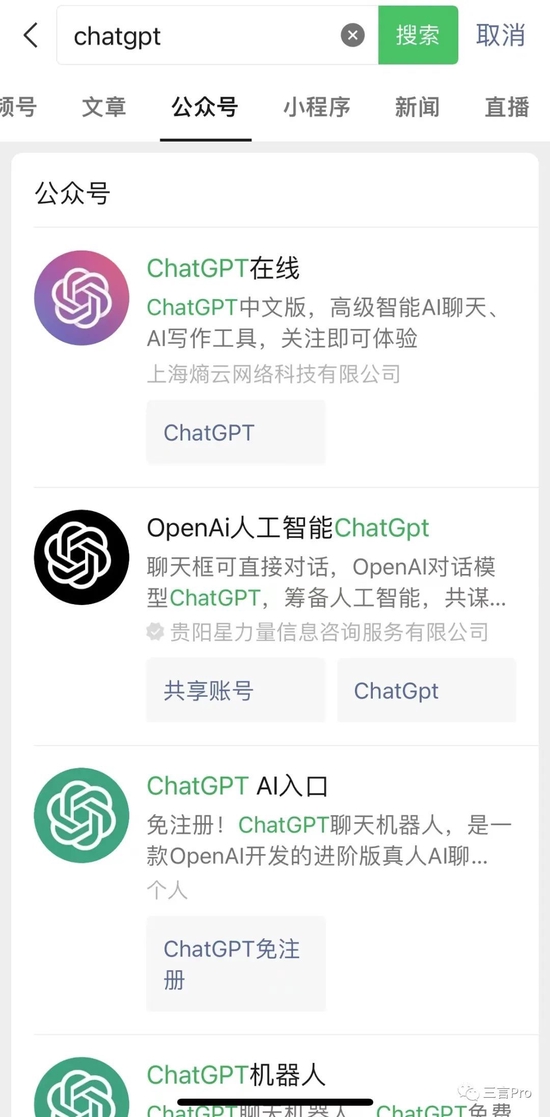 chatgpt
搜索
取消
频号
文章
公众号
小程序
新闻
直播
公众号
ChatGPT在线
ChatGPT中文版，高级智能AI聊天、
AI写作工具，关注即可体验
上海熵云网络科技有限公司
ChatGPT
OpenAi人工智能ChatGpt
聊天框可直接对话，OpenAI对话模
型ChatGPT，筹备人工智能，共谋...
贵阳星力量信息咨询服务有限公司
共享账号
ChatGpt
ChatGPT AI入口
免注册！ChatGPT聊天机器人，是一
款OpenAI开发的进阶版真人AI聊...
个人
ChatGPT免注
册
ChatGPT机器人
ChatGPT聊天机器人，ChatGPT免费
三言Pro